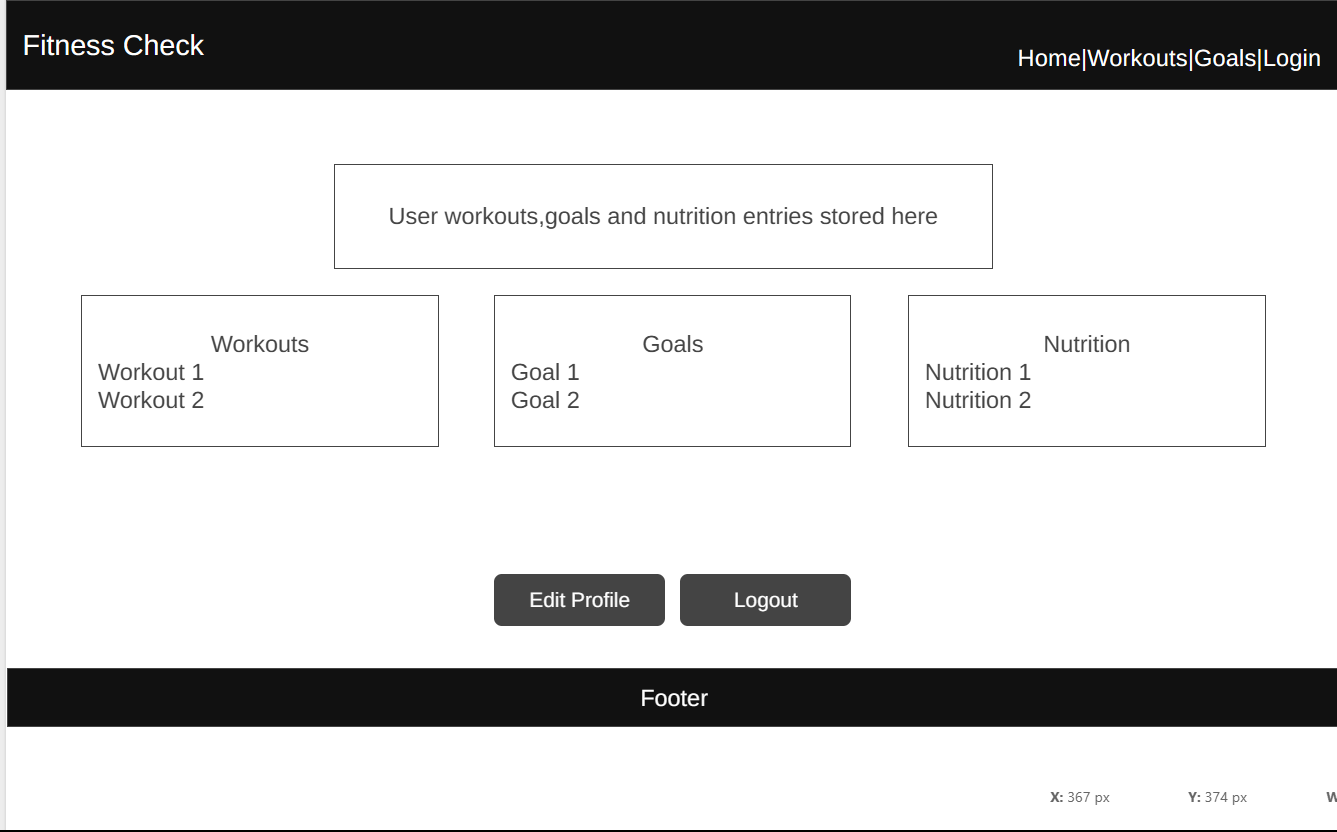 Fitness Check
Home|Workouts|Goals|Login
User workouts,goals and nutrition entries stored here
Workouts
Workout 1
Workout 2
Goals
Goal 1
Goal 2
Nutrition
Nutrition 1
Nutrition 2
Edit Profile
Logout
Footer
X: 367 px
Y: 374 px
W